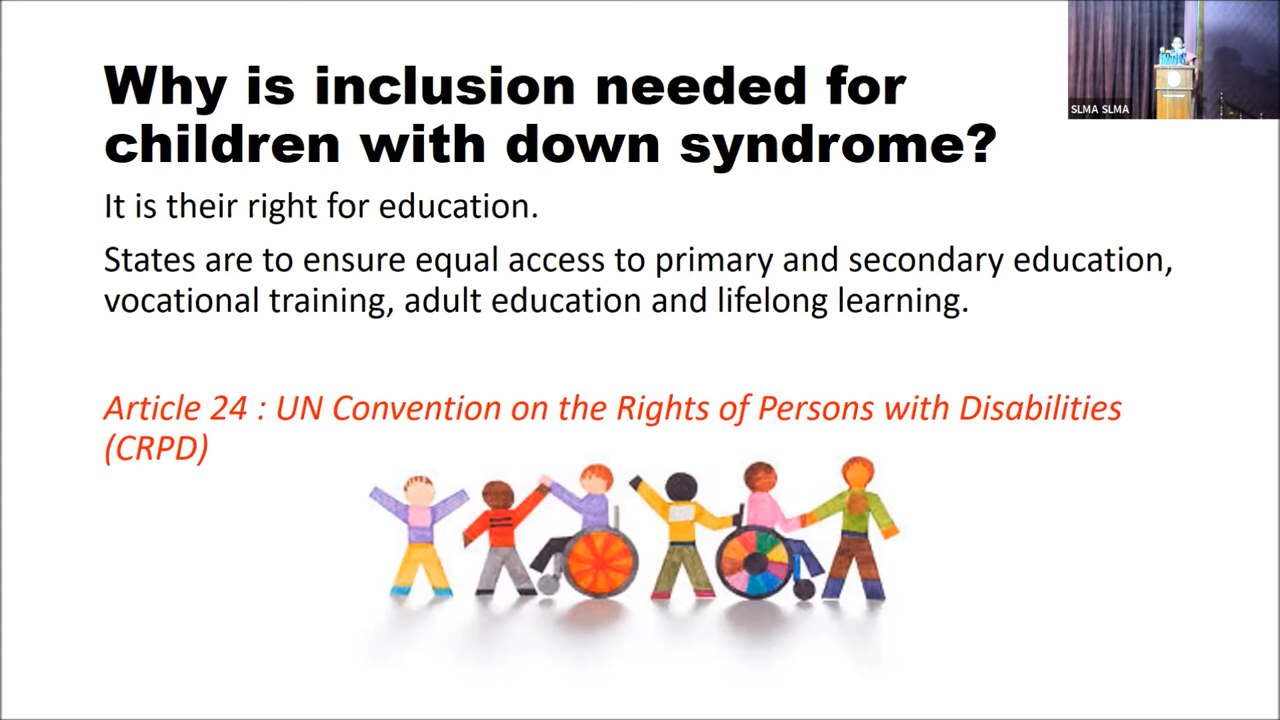 Why is inclusion needed for
children with down syndrome?
SLMA SLMA
It is their right for education.
States are to ensure equal access to primary and secondary education,
vocational training, adult education and lifelong learning.
Article 24 : UN Convention on the Rights of Persons with Disabilities
(CRPD)